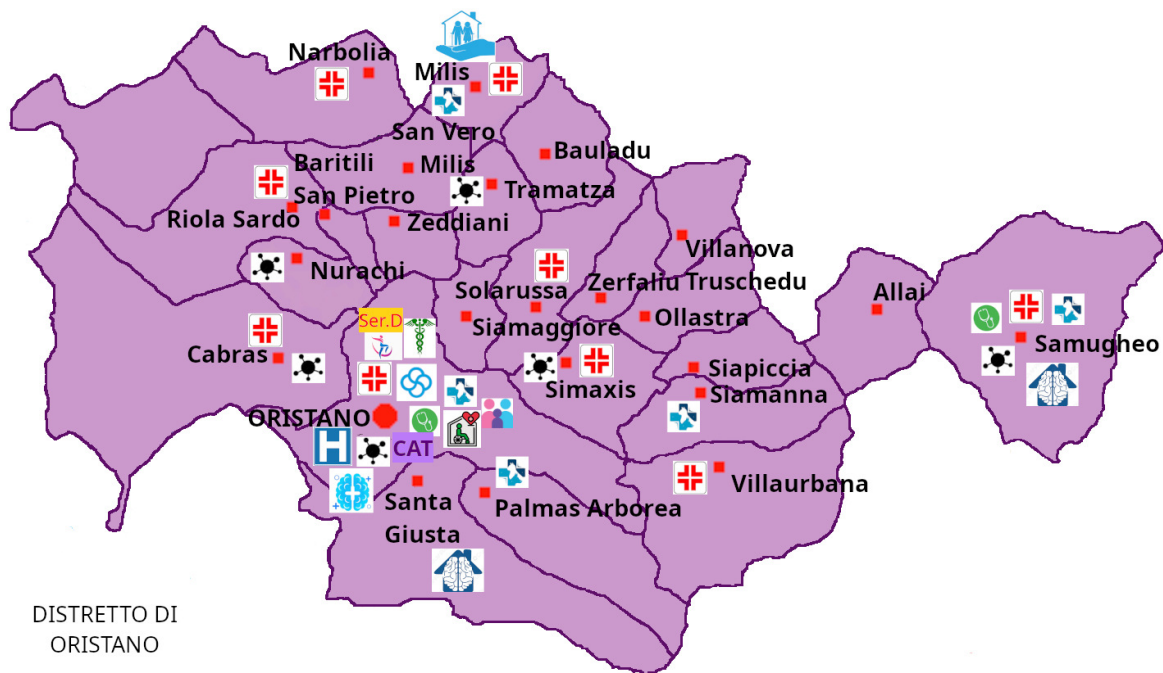 Narbolia
Milis
San Vero
Milis
Bauladu
Baritili
San Pietro
Tramatza
Riola Sardo
Zeddiani
Nurachi
Villanova
Truschedu
Solarussa
Zerfaliu
Siamaggiore
Ollastra
Allai
Ser.D
Cabras
Simaxis
Siapiccia
Siamanna
Samugheo
ORISTANO
H
CAT
Santa
Giusta
Palmas Arborea
Villaurbana
DISTRETTO DI
ORISTANO